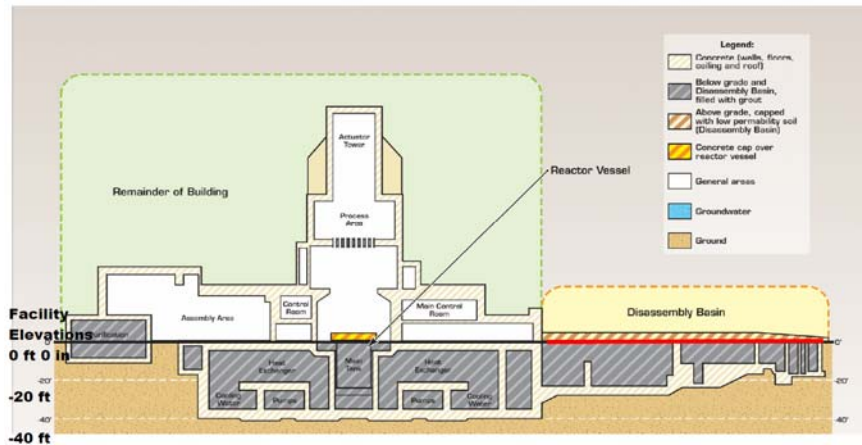 Legend:
Concrete (walls, floors,
ceiling and roof)
Below grade and
Disassembly Basin,
filled with grout
Above grade, capped
with low permability soil
(Disassembly Basin)
Concrete cap over
reactor vessel
General areas
Groundwater
Ground
Actuator
Tower
Reactor Vessel
Remainder of Building
Process
Area
Control
Room
Main Control
Room
Assembly Area
Disassembly Basin
Facility
Elevations
0 ft 0 in
-20 ft
-40 ft
Purification
0'
-20'
-40'
Heat
Exchanger
Main
Tank
Heat
Exchanger
Cooling
Water
Pumps
Pumps
Cooling
Water
0'
-20'
-40'